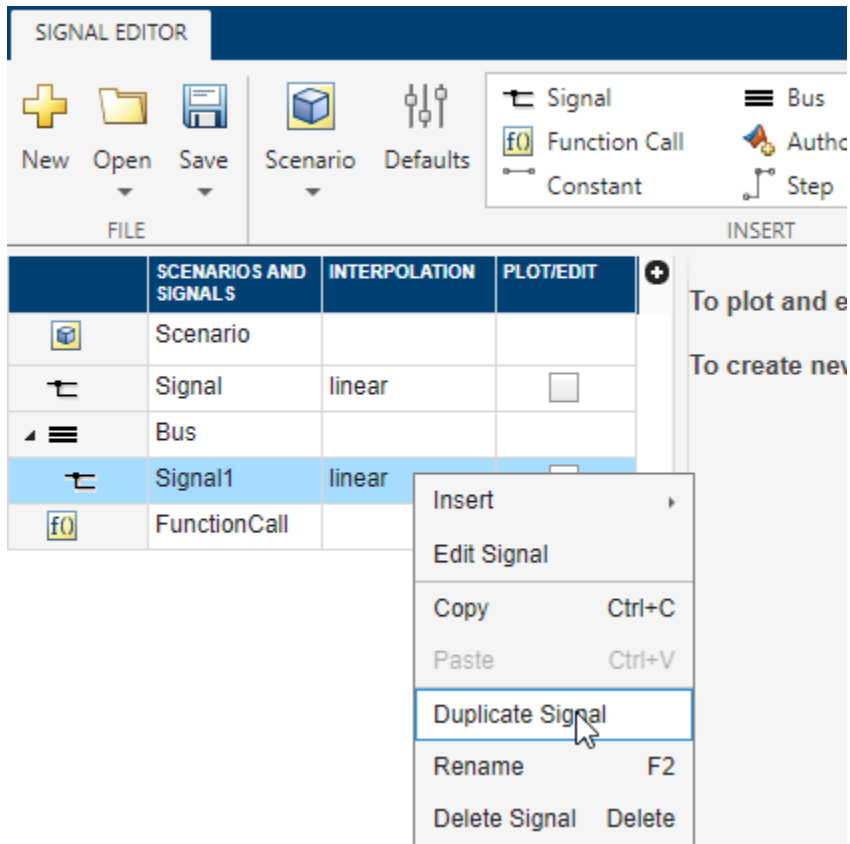 SIGNAL EDITOR
Signal Bus
New Open Save Scenario Defaults f() Function Call
Constant Step
FILE INSERT
SCENARIOS AND SIGNALS INTERPOLATION PLOT/EDIT
To plot and e
Scenario
To create nev
Signal linear
Bus
Signal1 linear
Insert
f() FunctionCall
Edit Signal
Copy Ctrl+C
Paste Ctrl+V
Duplicate Signal
Rename F2
Delete Signal Delete